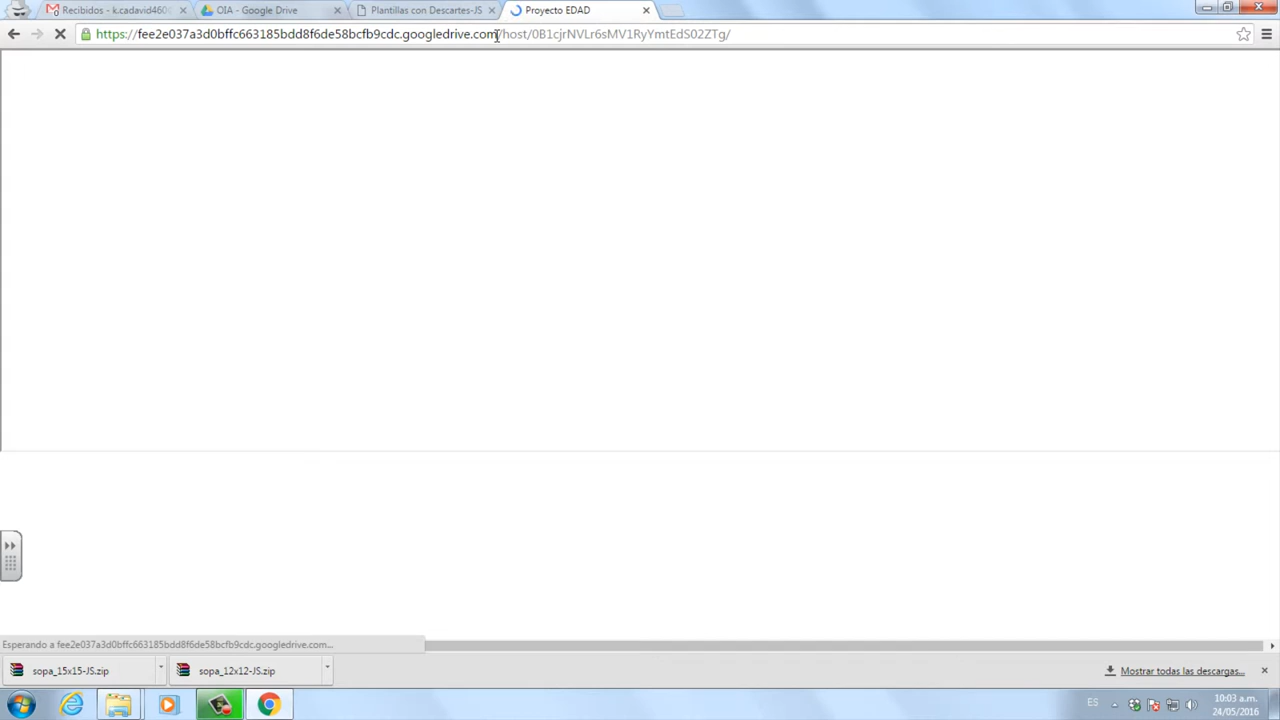 Recibidos - k.cadavid460 OIA - Google Drive Plantillas con Descartes-JS Proyecto EDAD
https://fee2e037a3d0bffc663185bdd8f6de58bcfb9cdc.googledrive.com/host/0B1cjrNVLr6sMV1RyYmtEdS02ZTg/
Esperando a fee2e037a3d0bffc663185bdd8f6de58bcfb9cdc.googledrive.com...
sopa_15x15-JS.zip sopa_12x12-JS.zip Mostrar todas las descargas...
ES 10:03 a.m.
24/05/2016